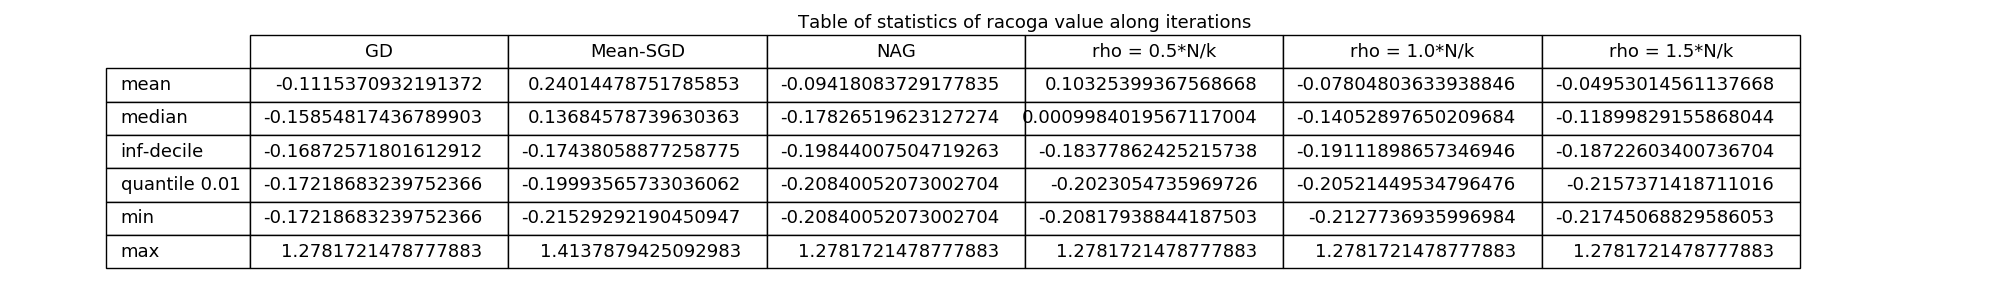 Table of statistics of racoga value along iterations
GD Mean-SGD NAG rho = 0.5*N/k rho = 1.0*N/k rho = 1.5*N/k
mean -0.1115370932191372 0.24014478751785853 -0.09418083729177835 0.10325399367568668 -0.07804803633938846 -0.04953014561137668
median -0.15854817436789903 0.13684578739630363 -0.17826519623127274 0.0009984019567117004 -0.14052897650209684 -0.11899829155868044
inf-decile -0.16872571801612912 -0.17438058877258775 -0.19844007504719263 -0.18377862425215738 -0.19111898657346946 -0.18722603400736704
quantile 0.01 -0.17218683239752366 -0.19993565733036062 -0.20840052073002704 -0.2023054735969726 -0.20521449534796476 -0.2157371418711016
min -0.17218683239752366 -0.21529292190450947 -0.20840052073002704 -0.20817938844187503 -0.2127736935996984 -0.21745068829586053
max 1.2781721478777883 1.4137879425092983 1.2781721478777883 1.2781721478777883 1.2781721478777883 1.2781721478777883